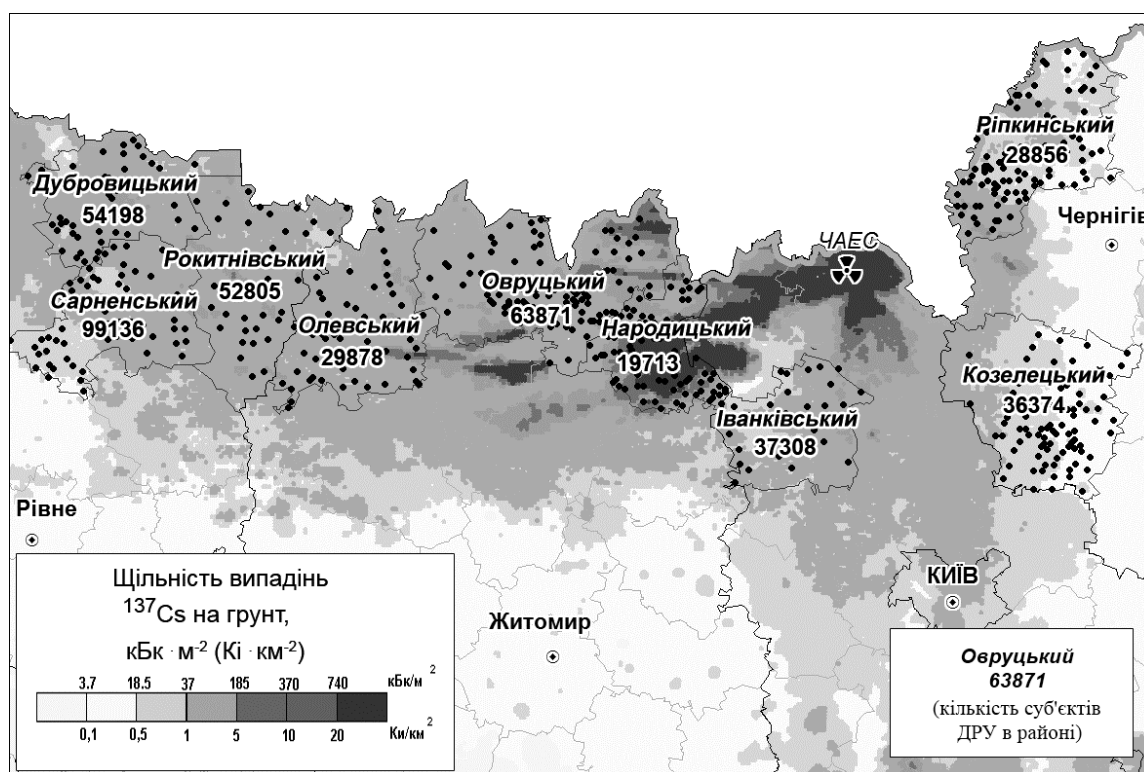 Ріпкинський
28856
Дубровицький
54198
Чернігів
ЧАЕС
Рокитнівський
52805
Овруцький
63871
Сарненський
99136
Олевський
29878
Народицький
19713
Козелецький
36374
Іванківський
37308
Рівне
КИЇВ
Житомир
Щільність випадінь
¹³⁷Cs на грунт,
кБк · м⁻² (Кі · км⁻²)
3.7 18.5 37 185 370 740 кБк/м²
0,1 0,5 1 5 10 20 Ки/км²
Овруцький
63871
(кількість суб'єктів
ДРУ в районі)